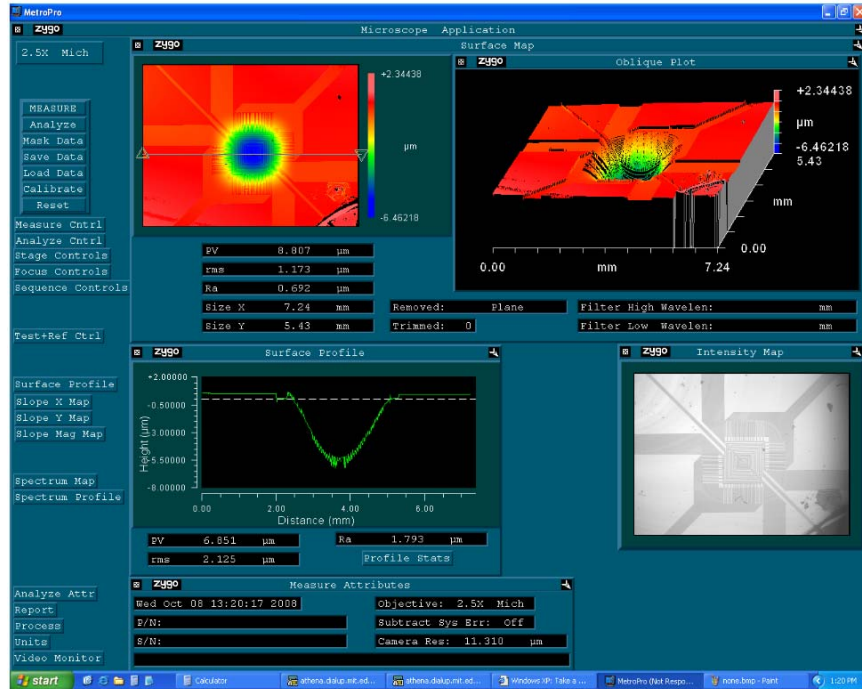 MetroPro
zygo Microscope Application
2.5X Mich
zygo Surface Map
+2.34438
µm
-6.46218
zygo Oblique Plot
+2.34438
µm
-6.46218
5.43
mm
0.00
0.00 mm 7.24
MEASURE
Analyze
Mask Data
Save Data
Load Data
Calibrate
Reset
Measure Cntrl
Analyze Cntrl
Stage Controls
Focus Controls
Sequence Controls
Test+Ref Ctrl
Surface Profile
Slope X Map
Slope Y Map
Slope Mag Map
Spectrum Map
Spectrum Profile
Analyze Attr
Report
Process
Units
Video Monitor
PV 8.807 µm
rms 1.173 µm
Ra 0.692 µm
Size X 7.24 mm
Size Y 5.43 mm
Removed: Plane
Trimmed: 0
Filter High Wavelen: mm
Filter Low Wavelen: mm
zygo Surface Profile
+2.00000
-0.50000
-3.00000
-5.50000
-8.00000
Height (µm)
0.00 2.00 4.00 6.00
Distance (mm)
PV 6.851 µm
rms 2.125 µm
Ra 1.793 µm
Profile Stats
zygo Intensity Map
zygo Measure Attributes
Wed Oct 08 13:20:17 2008
P/N:
S/N:
Objective: 2.5X Mich
Subtract Sys Err: Off
Camera Res: 11.310 µm
start
Calculator
athena.dialup.mit.ed...
athena.dialup.mit.ed...
Windows XP: Take a ...
MetroPro (Not Respo...
none.bmp - Paint
1:20 PM